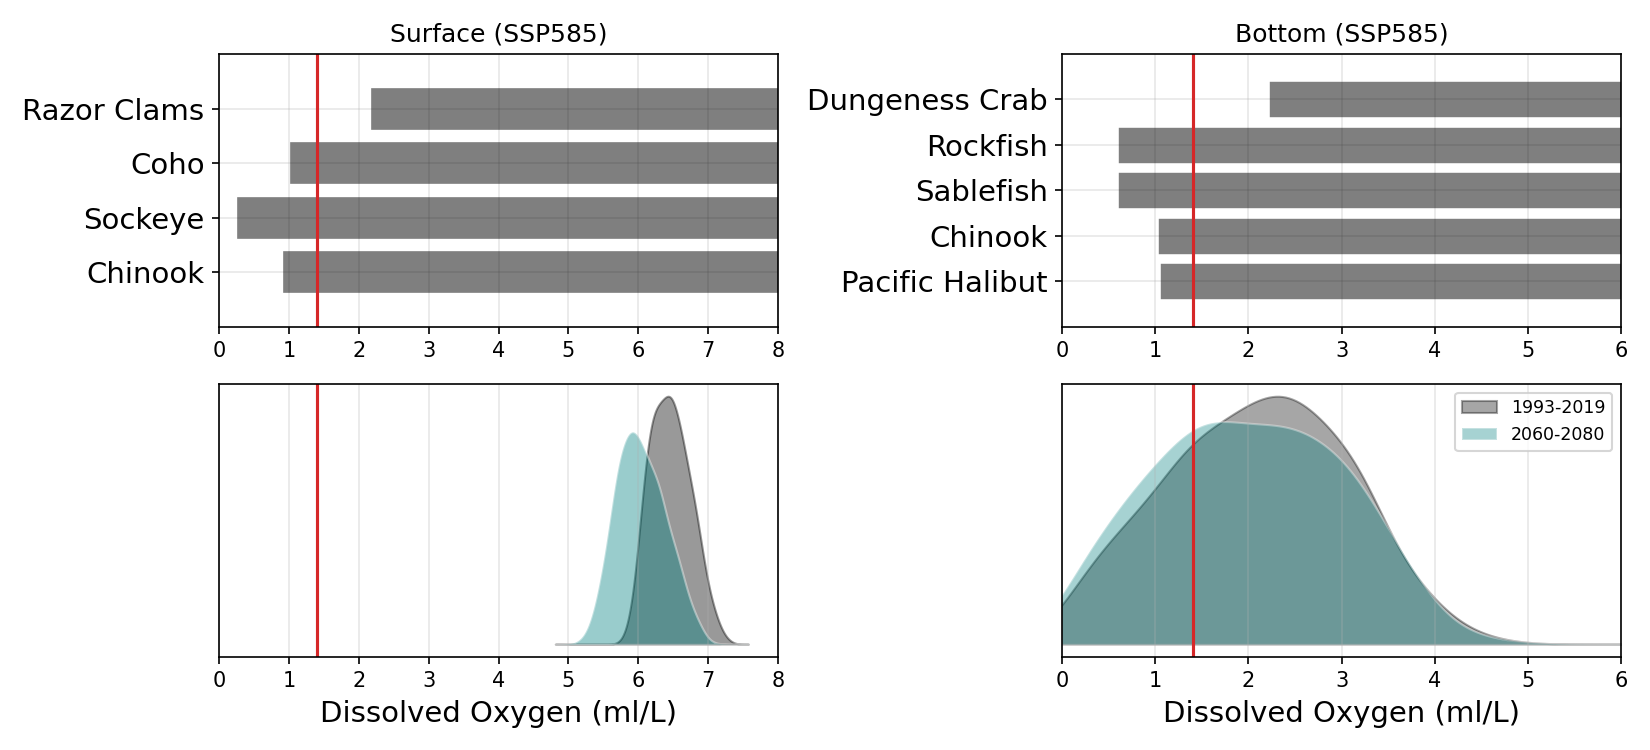 Surface (SSP585)
Razor Clams
Coho
Sockeye
Chinook
0 1 2 3 4 5 6 7 8
Bottom (SSP585)
Dungeness Crab
Rockfish
Sablefish
Chinook
Pacific Halibut
0 1 2 3 4 5 6
0 1 2 3 4 5 6 7 8
Dissolved Oxygen (ml/L)
1993-2019
2060-2080
0 1 2 3 4 5 6
Dissolved Oxygen (ml/L)